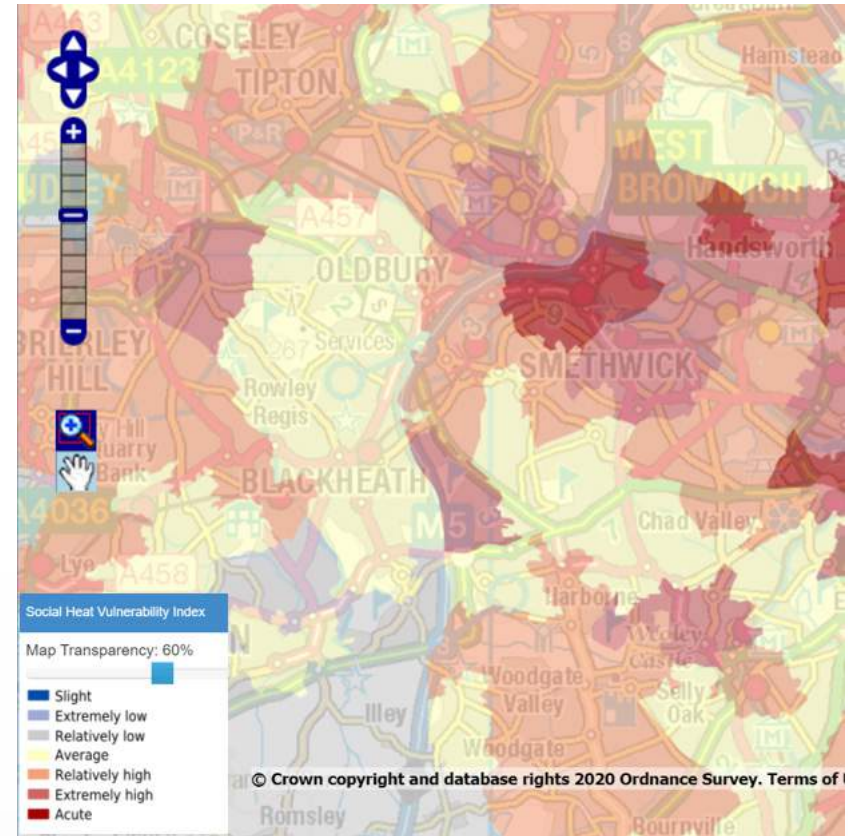 A463
COSELEY
A4123
TIPTON
Hamstead
P&R
WEST
BROMWICH
A457
Handsworth
OLDBURY
BRIERLEY
HILL
Services
SMETHWICK
Rowley
Regis
Quarry
Bank
BLACKHEATH
A4036
M5
Chad Valley
Lye
A458
Harborne
Social Heat Vulnerability Index
Map Transparency: 60%
Slight
Extremely low
Relatively low
Average
Relatively high
Extremely high
Acute
Weoley
Castle
Woodgate
Valley
Selly
Oak
Illey
Woodgate
© Crown copyright and database rights 2020 Ordnance Survey. Terms of
Romsley
Bournville